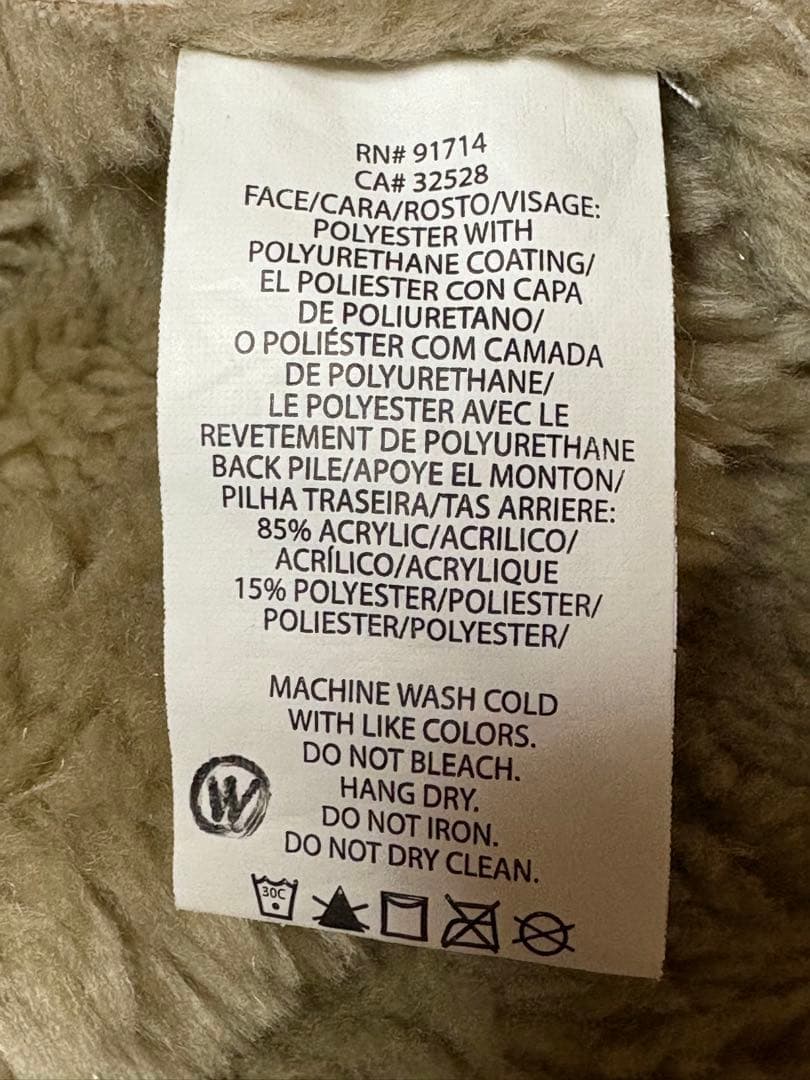 RN# 91714
CA# 32528
FACE/CARA/ROSTO/VISAGE:
POLYESTER WITH
POLYURETHANE COATING/
EL POLIESTER CON CAPA
DE POLIURETANO/
O POLIÉSTER COM CAMADA
DE POLYURETHANE/
LE POLYESTER AVEC LE
REVETEMENT DE POLYURETHANE
BACK PILE/APOYE EL MONTON/
PILHA TRASEIRA/TAS ARRIERE:
85% ACRYLIC/ACRILICO/
ACRÍLICO/ACRYLIQUE
15% POLYESTER/POLIESTER/
POLIESTER/POLYESTER/
MACHINE WASH COLD
WITH LIKE COLORS.
DO NOT BLEACH.
HANG DRY.
DO NOT IRON.
DO NOT DRY CLEAN.
W
30C